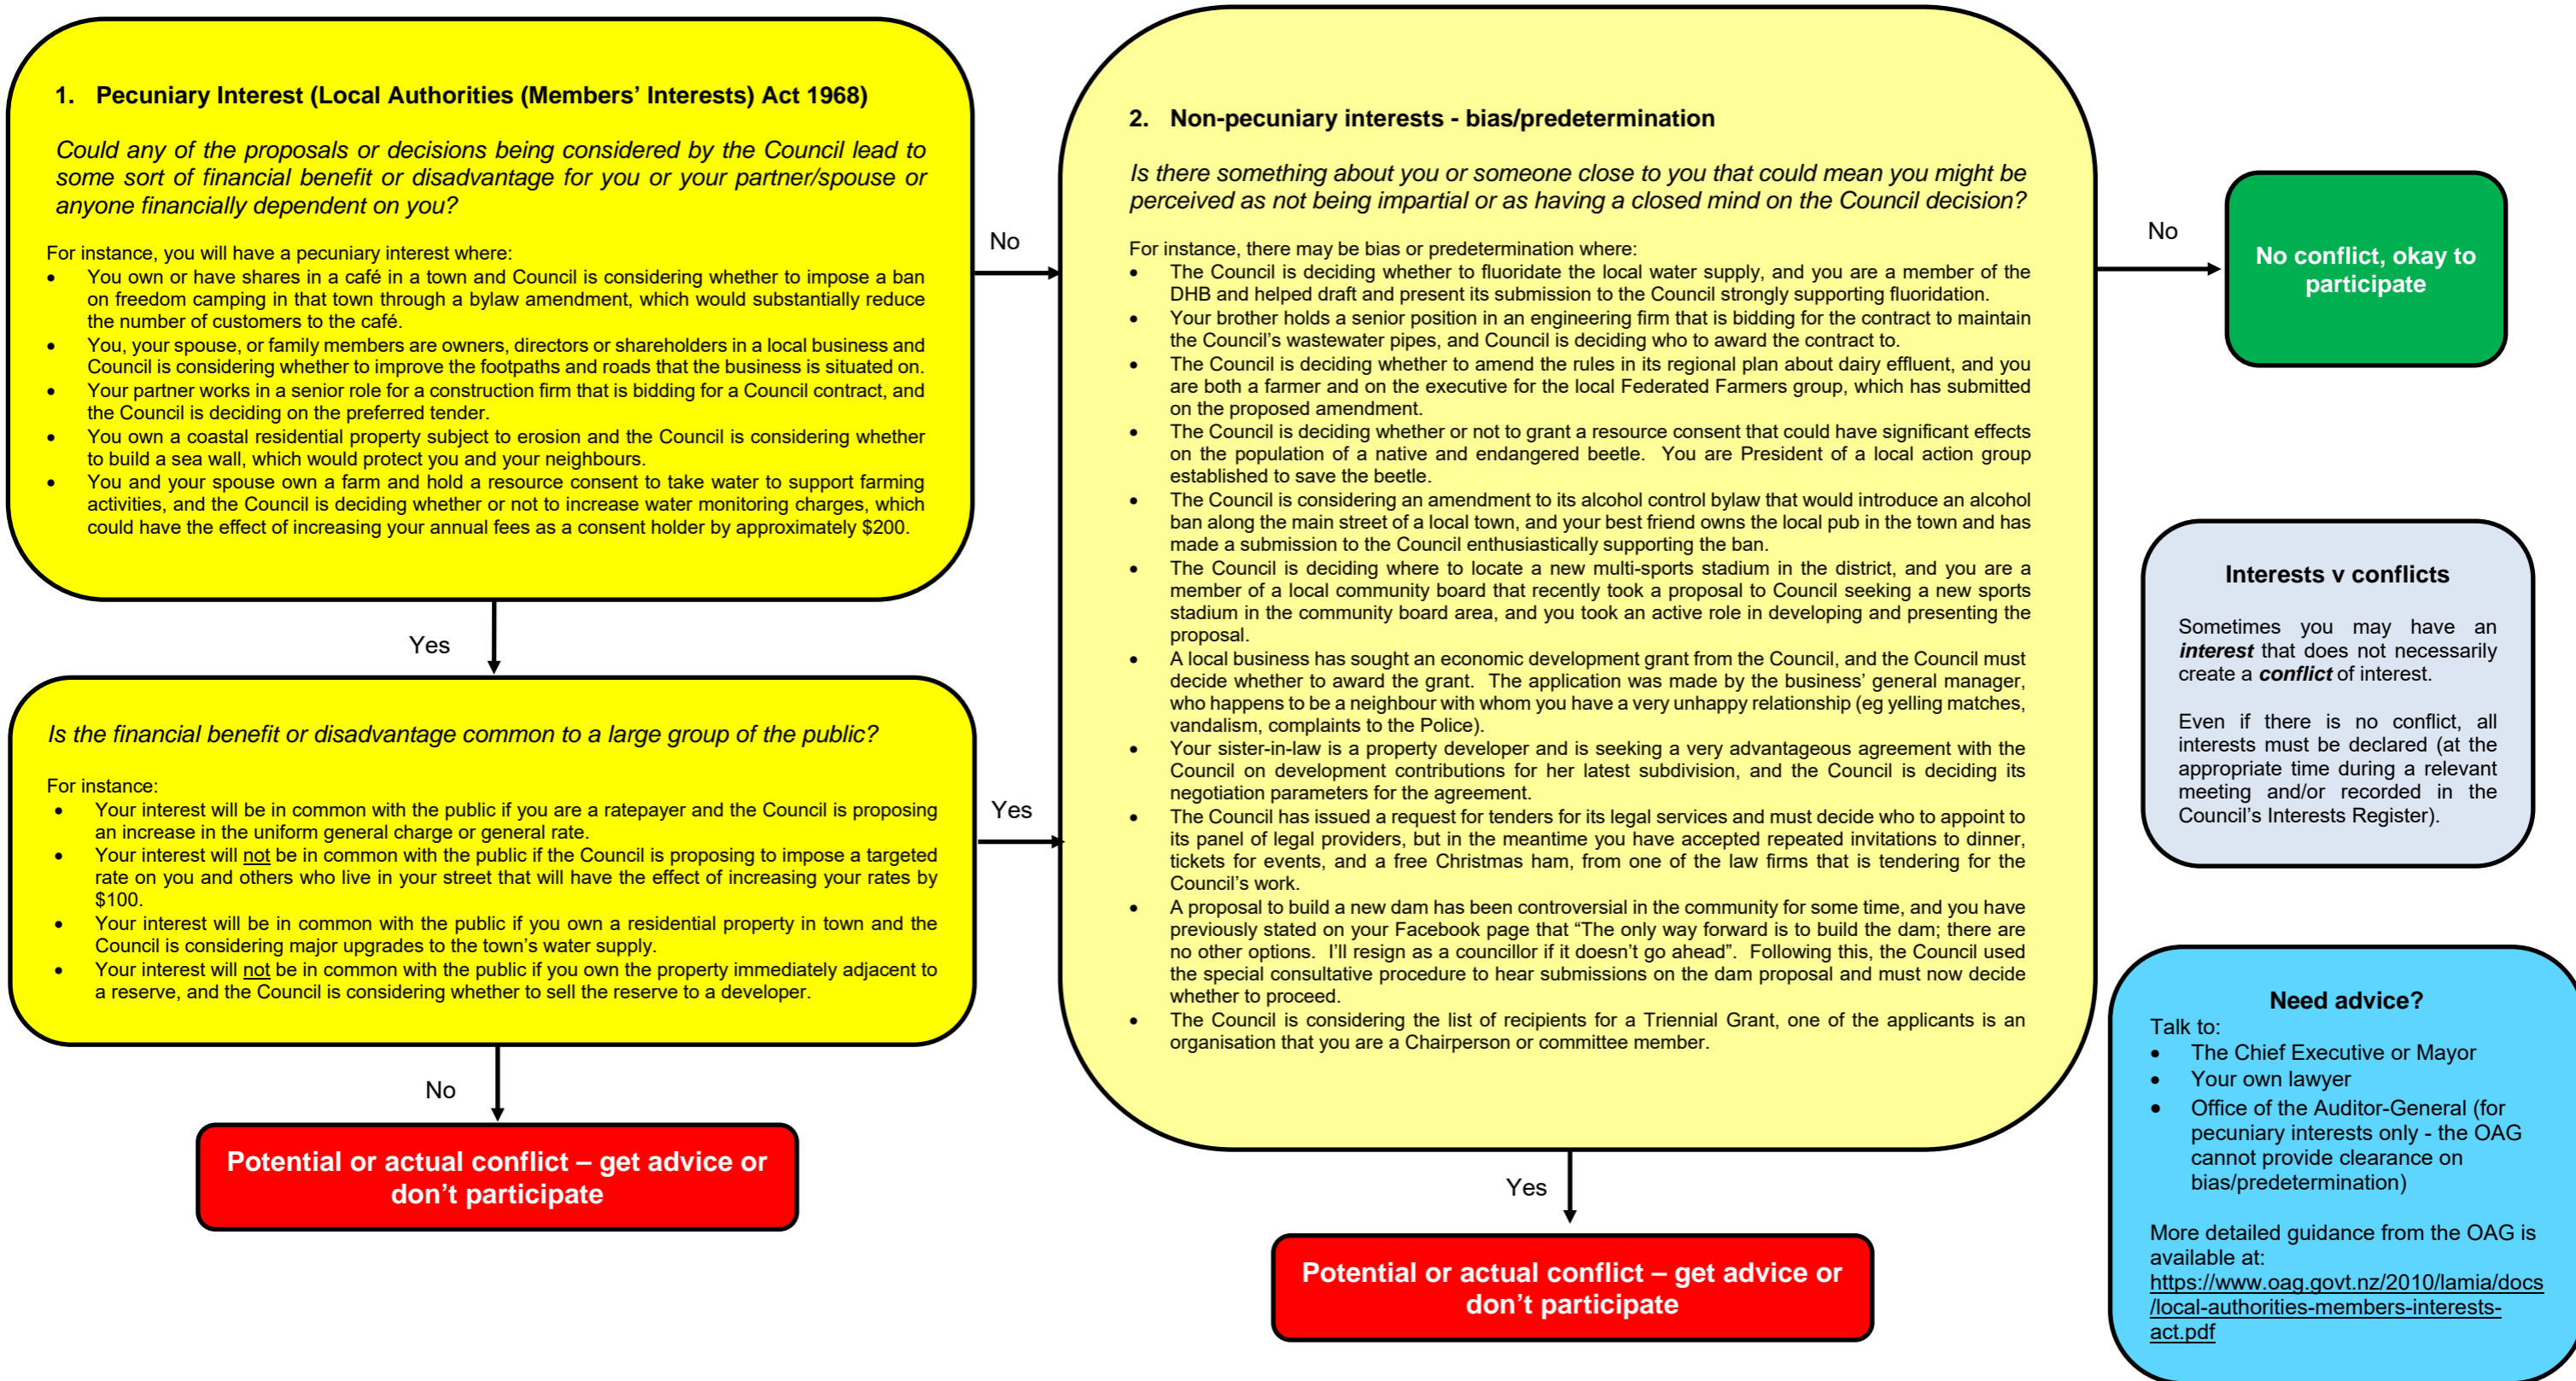 1. Pecuniary Interest (Local Authorities (Members’ Interests) Act 1968)
Could any of the proposals or decisions being considered by the Council lead to
some sort of financial benefit or disadvantage for you or your partner/spouse or
anyone financially dependent on you?
For instance, you will have a pecuniary interest where:
• You own or have shares in a café in a town and Council is considering whether to impose a ban
on freedom camping in that town through a bylaw amendment, which would substantially reduce
the number of customers to the café.
• You, your spouse, or family members are owners, directors or shareholders in a local business and
Council is considering whether to improve the footpaths and roads that the business is situated on.
• Your partner works in a senior role for a construction firm that is bidding for a Council contract, and
the Council is deciding on the preferred tender.
• You own a coastal residential property subject to erosion and the Council is considering whether
to build a sea wall, which would protect you and your neighbours.
• You and your spouse own a farm and hold a resource consent to take water to support farming
activities, and the Council is deciding whether or not to increase water monitoring charges, which
could have the effect of increasing your annual fees as a consent holder by approximately $200.
No
Yes
Is the financial benefit or disadvantage common to a large group of the public?
For instance:
• Your interest will be in common with the public if you are a ratepayer and the Council is proposing
an increase in the uniform general charge or general rate.
• Your interest will not be in common with the public if the Council is proposing to impose a targeted
rate on you and others who live in your street that will have the effect of increasing your rates by
$100.
• Your interest will be in common with the public if you own a residential property in town and the
Council is considering major upgrades to the town’s water supply.
• Your interest will not be in common with the public if you own the property immediately adjacent to
a reserve, and the Council is considering whether to sell the reserve to a developer.
Yes
No
Potential or actual conflict – get advice or
don’t participate
2. Non-pecuniary interests - bias/predetermination
Is there something about you or someone close to you that could mean you might be
perceived as not being impartial or as having a closed mind on the Council decision?
For instance, there may be bias or predetermination where:
• The Council is deciding whether to fluoridate the local water supply, and you are a member of the
DHB and helped draft and present its submission to the Council strongly supporting fluoridation.
• Your brother holds a senior position in an engineering firm that is bidding for the contract to maintain
the Council’s wastewater pipes, and Council is deciding who to award the contract to.
• The Council is deciding whether to amend the rules in its regional plan about dairy effluent, and you
are both a farmer and on the executive for the local Federated Farmers group, which has submitted
on the proposed amendment.
• The Council is deciding whether or not to grant a resource consent that could have significant effects
on the population of a native and endangered beetle. You are President of a local action group
established to save the beetle.
• The Council is considering an amendment to its alcohol control bylaw that would introduce an alcohol
ban along the main street of a local town, and your best friend owns the local pub in the town and has
made a submission to the Council enthusiastically supporting the ban.
• The Council is deciding where to locate a new multi-sports stadium in the district, and you are a
member of a local community board that recently took a proposal to Council seeking a new sports
stadium in the community board area, and you took an active role in developing and presenting the
proposal.
• A local business has sought an economic development grant from the Council, and the Council must
decide whether to award the grant. The application was made by the business’ general manager,
who happens to be a neighbour with whom you have a very unhappy relationship (eg yelling matches,
vandalism, complaints to the Police).
• Your sister-in-law is a property developer and is seeking a very advantageous agreement with the
Council on development contributions for her latest subdivision, and the Council is deciding its
negotiation parameters for the agreement.
• The Council has issued a request for tenders for its legal services and must decide who to appoint to
its panel of legal providers, but in the meantime you have accepted repeated invitations to dinner,
tickets for events, and a free Christmas ham, from one of the law firms that is tendering for the
Council’s work.
• A proposal to build a new dam has been controversial in the community for some time, and you have
previously stated on your Facebook page that “The only way forward is to build the dam; there are
no other options. I’ll resign as a councillor if it doesn’t go ahead”. Following this, the Council used
the special consultative procedure to hear submissions on the dam proposal and must now decide
whether to proceed.
• The Council is considering the list of recipients for a Triennial Grant, one of the applicants is an
organisation that you are a Chairperson or committee member.
No
Yes
Potential or actual conflict – get advice or
don’t participate
No conflict, okay to
participate
Interests v conflicts
Sometimes you may have an
interest that does not necessarily
create a conflict of interest.
Even if there is no conflict, all
interests must be declared (at the
appropriate time during a relevant
meeting and/or recorded in the
Council’s Interests Register).
Need advice?
Talk to:
• The Chief Executive or Mayor
• Your own lawyer
• Office of the Auditor-General (for
pecuniary interests only - the OAG
cannot provide clearance on
bias/predetermination)
More detailed guidance from the OAG is
available at:
https://www.oag.govt.nz/2010/lamia/docs
/local-authorities-members-interests-
act.pdf